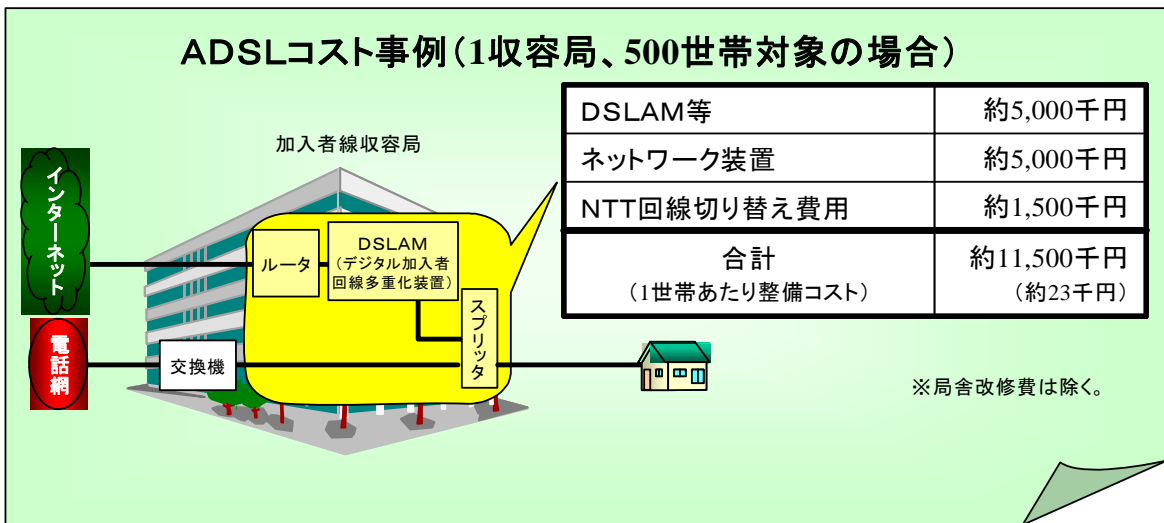 ADSLコスト事例(1収容局、500世帯対象の場合)
加入者線収容局
インターネット
電話網
ルータ
DSLAM
(デジタル加入者
回線多重化装置)
スプリッタ
交換機
DSLAM等 約5,000千円
ネットワーク装置 約5,000千円
NTT回線切り替え費用 約1,500千円
合計 約11,500千円
(1世帯あたり整備コスト) (約23千円)
※局舎改修費は除く。